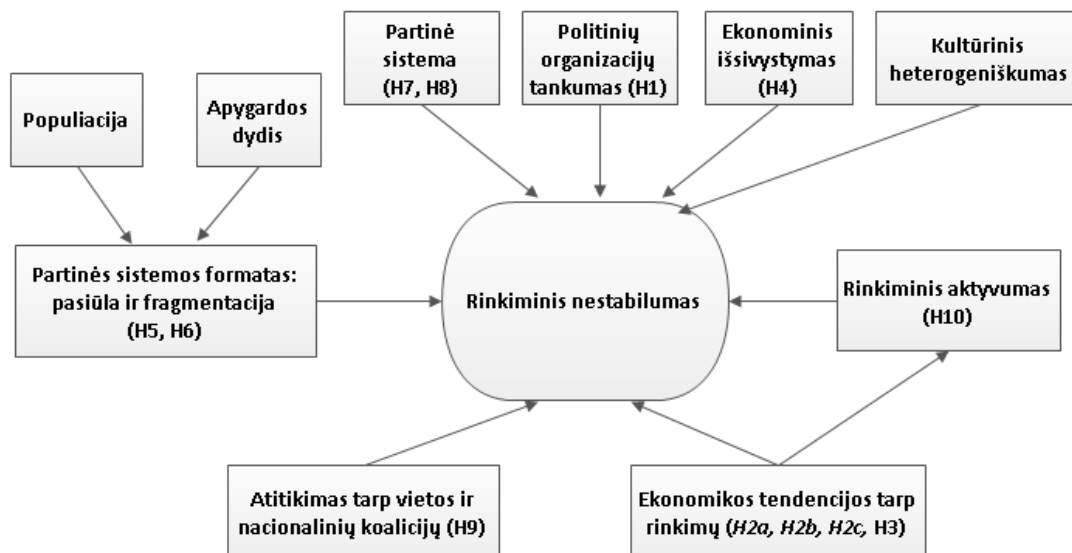 Partinė
sistema
(H7, H8)
Politinių
organizacijų
tankumas (H1)
Ekonominis
išsivystymas
(H4)
Kultūrinis
heterogeniškumas
Populiacija
Apygardos
dydis
Partinės sistemos formatas:
pasiūla ir fragmentacija
(H5, H6)
Rinkiminis nestabilumas
Rinkiminis aktyvumas
(H10)
Atitikimas tarp vietos ir
nacionalinių koalicijų (H9)
Ekonomikos tendencijos tarp
rinkimų (H2a, H2b, H2c, H3)